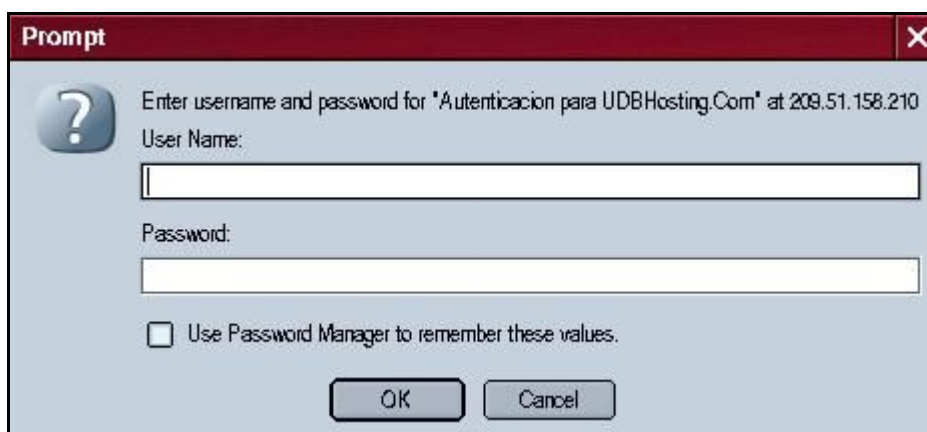 Prompt
Enter username and password for "Autenticacion para UDBHosting.Com" at 209.51.158.210
User Name:
Password:
Use Password Manager to remember these values.
OK Cancel